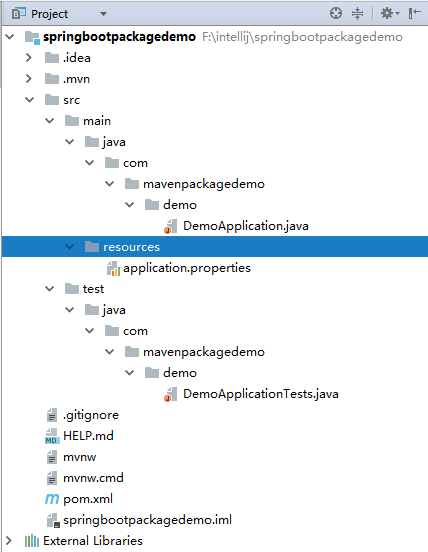 Project
springbootpackagedemo F:\intellij\springbootpackagedemo
.idea
.mvn
src
main
java
com
mavenpackagedemo
demo
DemoApplication.java
resources
application.properties
test
java
com
mavenpackagedemo
demo
DemoApplicationTests.java
.gitignore
MD HELP.md
mvnw
mvnw.cmd
m pom.xml
springbootpackagedemo.iml
External Libraries